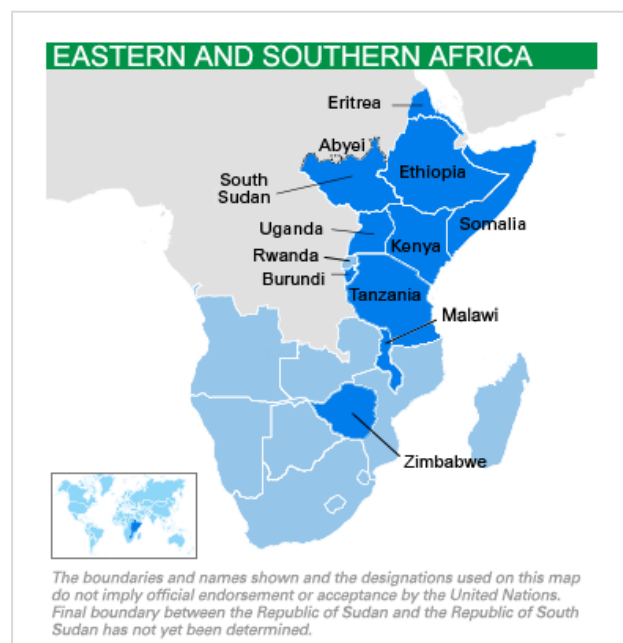 EASTERN AND SOUTHERN AFRICA
Eritrea
Abyei
Ethiopia
South
Sudan
Somalia
Uganda
Kenya
Rwanda
Burundi
Tanzania
Malawi
Zimbabwe
The boundaries and names shown and the designations used on this map
do not imply official endorsement or acceptance by the United Nations.
Final boundary between the Republic of Sudan and the Republic of South
Sudan has not yet been determined.